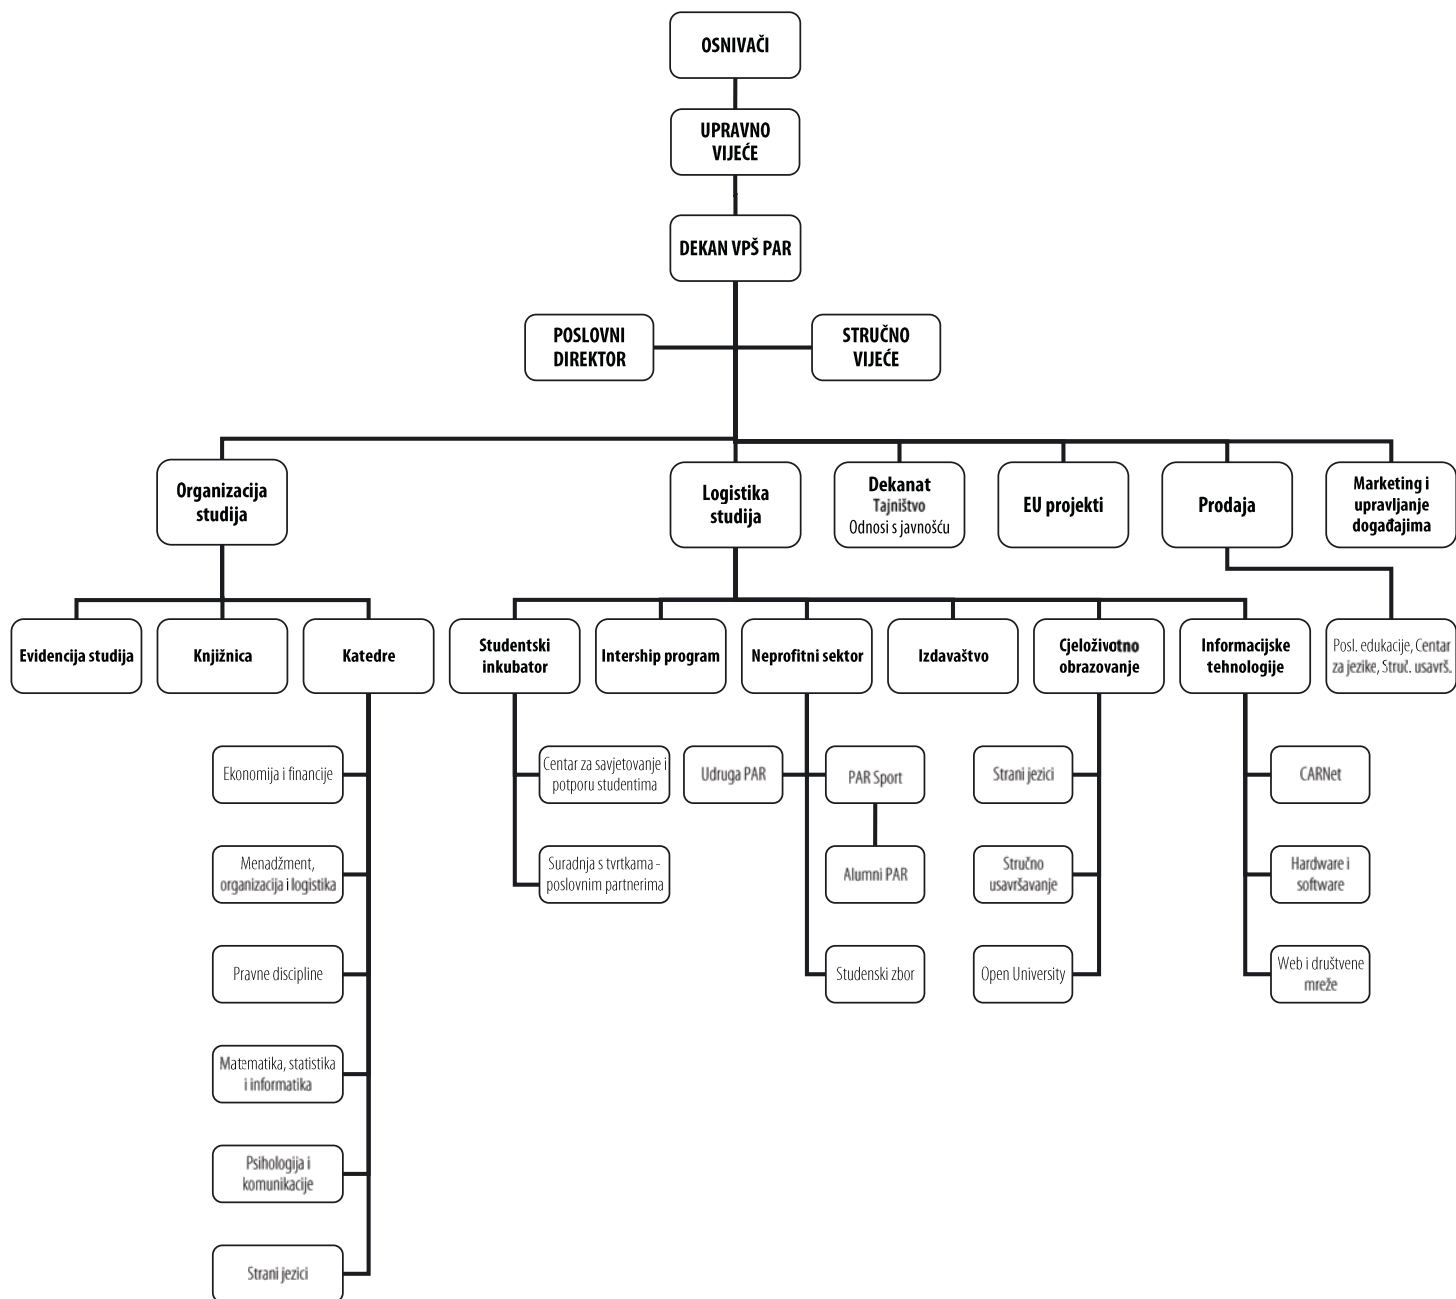 OSNIVAČI
UPRAVNO
VIJEĆE
DEKAN VPŠ PAR
POSLOVNI
DIREKTOR
STRUČNO
VIJEĆE
Organizacija
studija
Logistika
studija
Dekanat
Tajništvo
Odnosi s javnošću
EU projekti
Prodaja
Marketing i
upravljanje
događajima
Evidencija studija
Knjižnica
Katedre
Studentski
inkubator
Intership program
Neprofitni sektor
Izdavaštvo
Cjeloživotno
obrazovanje
Informacijske
tehnologije
Posl. edukacije, Centar
za jezike, Struč. usavrš.
Ekonomija i financije
Menadžment,
organizacija i logistika
Pravne discipline
Matematika, statistika
i informatika
Psihologija i
komunikacije
Strani jezici
Centar za savjetovanje i
potporu studentima
Suradnja s tvrtkama -
poslovnim partnerima
Udruga PAR
PAR Sport
Alumni PAR
Studenski zbor
Strani jezici
Stručno
usavršavanje
Open University
CARNet
Hardware i
software
Web i društvene
mreže